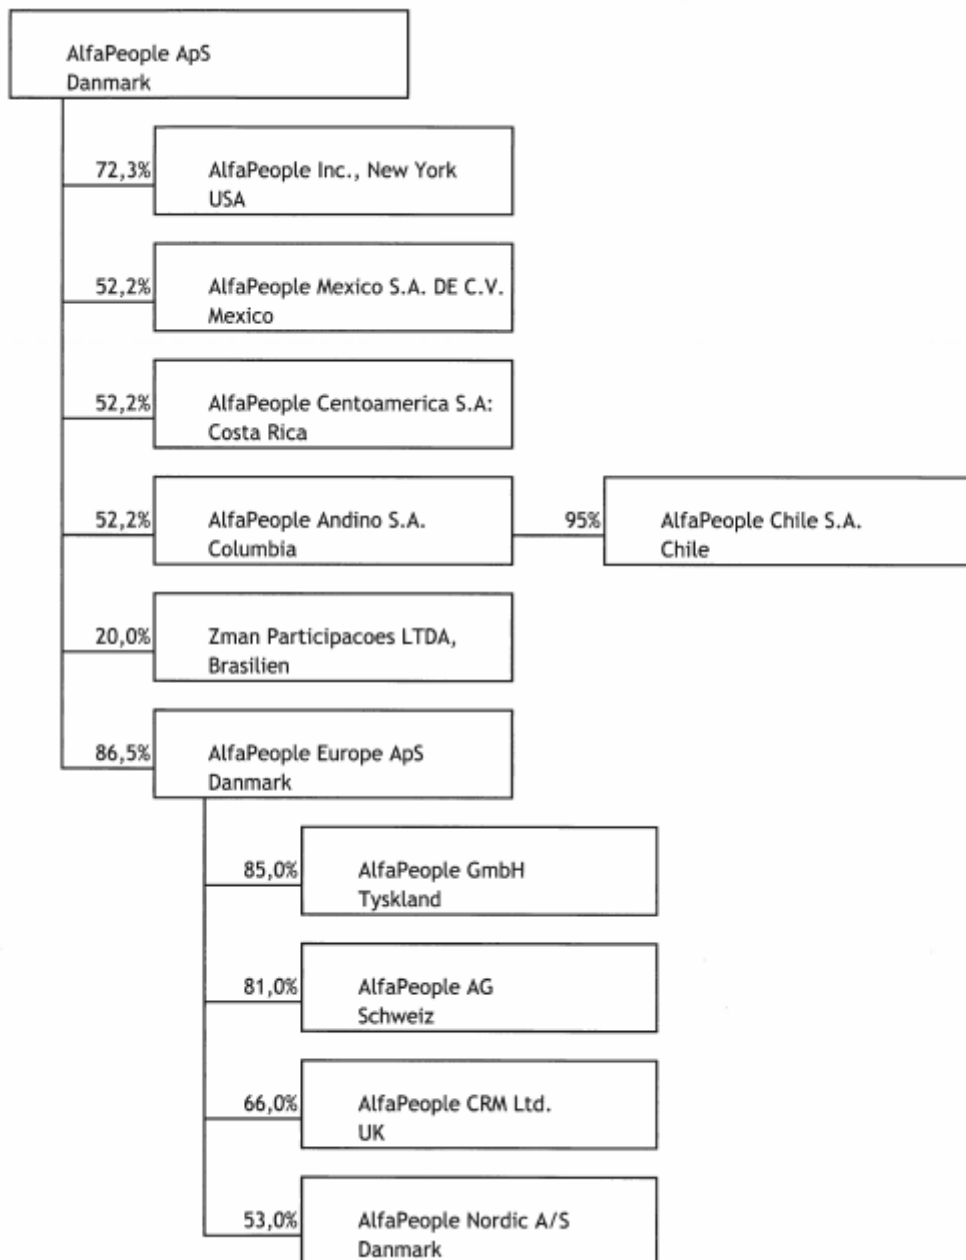 AlfaPeople ApS
Danmark
72,3%
AlfaPeople Inc., New York
USA
52,2%
AlfaPeople Mexico S.A. DE C.V.
Mexico
52,2%
AlfaPeople Centoamerica S.A:
Costa Rica
52,2%
AlfaPeople Andino S.A.
Columbia
95%
AlfaPeople Chile S.A.
Chile
20,0%
Zman Participacoes LTDA,
Brasilien
86,5%
AlfaPeople Europe ApS
Danmark
85,0%
AlfaPeople GmbH
Tyskland
81,0%
AlfaPeople AG
Schweiz
66,0%
AlfaPeople CRM Ltd.
UK
53,0%
AlfaPeople Nordic A/S
Danmark